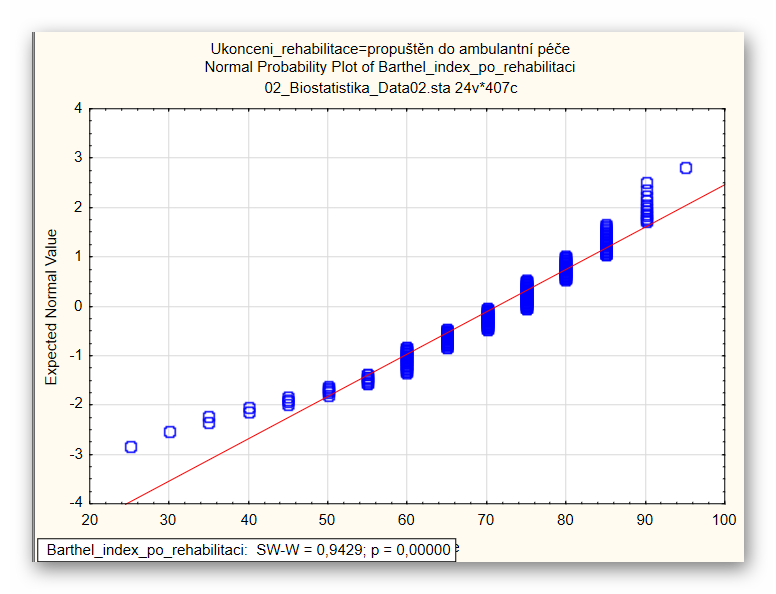 Ukonceni_rehabilitace=propuštěn do ambulantní péče
Normal Probability Plot of Barthel_index_po_rehabilitaci
02_Biostatistika_Data02.sta 24v*407c
4
3
2
1
0
-1
-2
-3
-4
Expected Normal Value
20 30 40 50 60 70 80 90 100
Barthel_index_po_rehabilitaci: SW-W = 0,9429; p = 0,00000